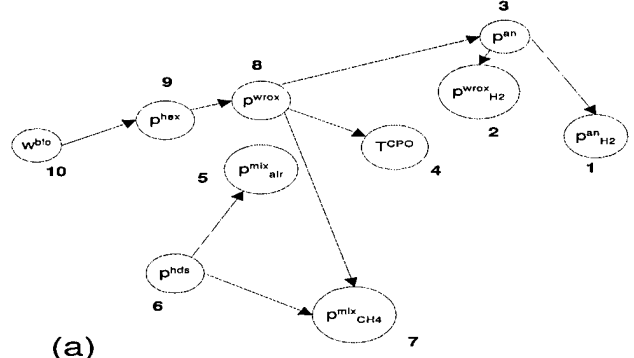 3
p^an
8
9
p^wrox
p^wrox_H2
p^hex
2
w^blo
p^an_H2
T^CPO
10
5
p^mix_air
4
1
p^hds
6
p^mix_CH4
7
(a)